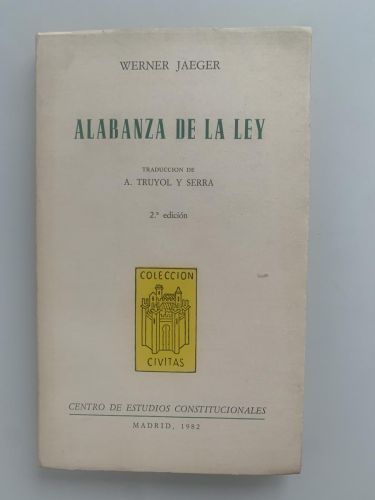 WERNER JAEGER
ALABANZA DE LA LEY
TRADUCCION DE
A. TRUYOL Y SERRA
2.ª edición
COLECCION
CIVITAS
CENTRO DE ESTUDIOS CONSTITUCIONALES
MADRID, 1982